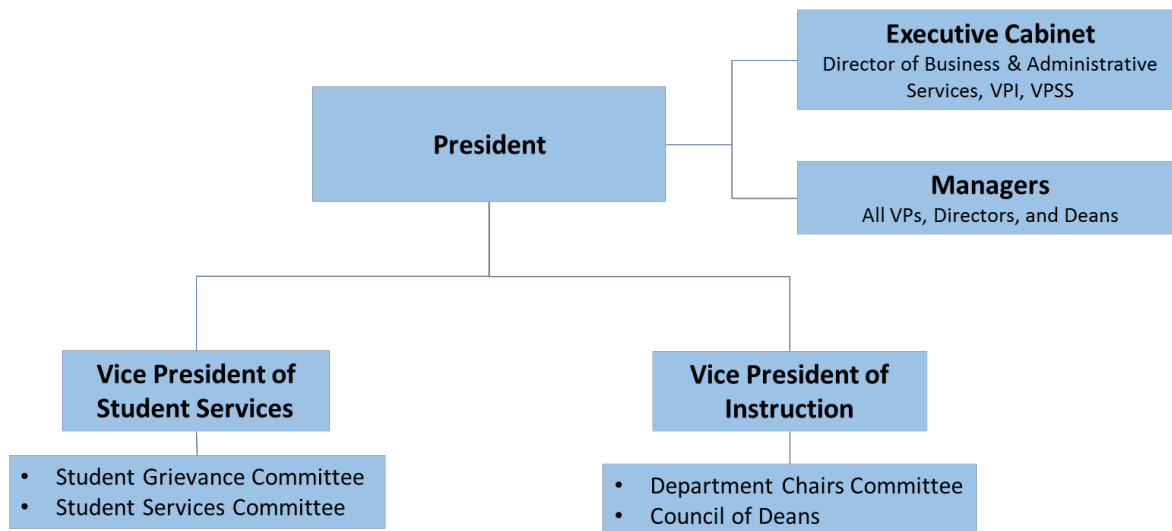 Executive Cabinet
Director of Business & Administrative
Services, VPI, VPSS
President
Managers
All VPs, Directors, and Deans
Vice President of
Student Services
• Student Grievance Committee
• Student Services Committee
Vice President of
Instruction
• Department Chairs Committee
• Council of Deans